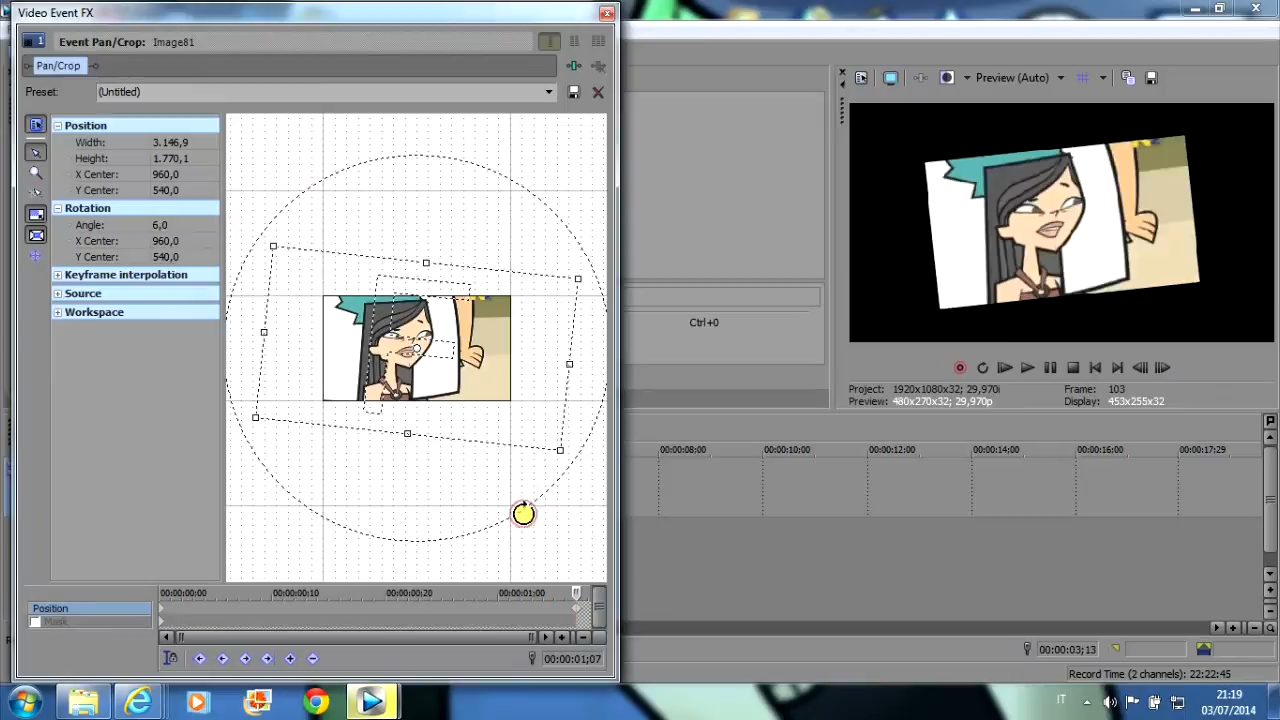 Video Event FX
1
Event Pan/Crop: Image81
Pan/Crop
Preset:
(Untitled)
Position
Width: 3.146,9
Height: 1.770,1
X Center: 960,0
Y Center: 540,0
Rotation
Angle: 6,0
X Center: 960,0
Y Center: 540,0
Keyframe interpolation
Source
Workspace
00:00:00;00
00:00:00;10
00:00:00;20
00:00:01;00
Position
Mask
00:00:01;07
Preview (Auto)
Ctrl+0
Project: 1920x1080x32; 29,970i
Preview: 480x270x32; 29,970p
Frame: 103
Display: 453x255x32
00:00:08;00
00:00:10;00
00:00:12;00
00:00:14;00
00:00:16;00
00:00:17;29
00:00:03;13
Record Time (2 channels): 22:22:45
IT
21:19
03/07/2014